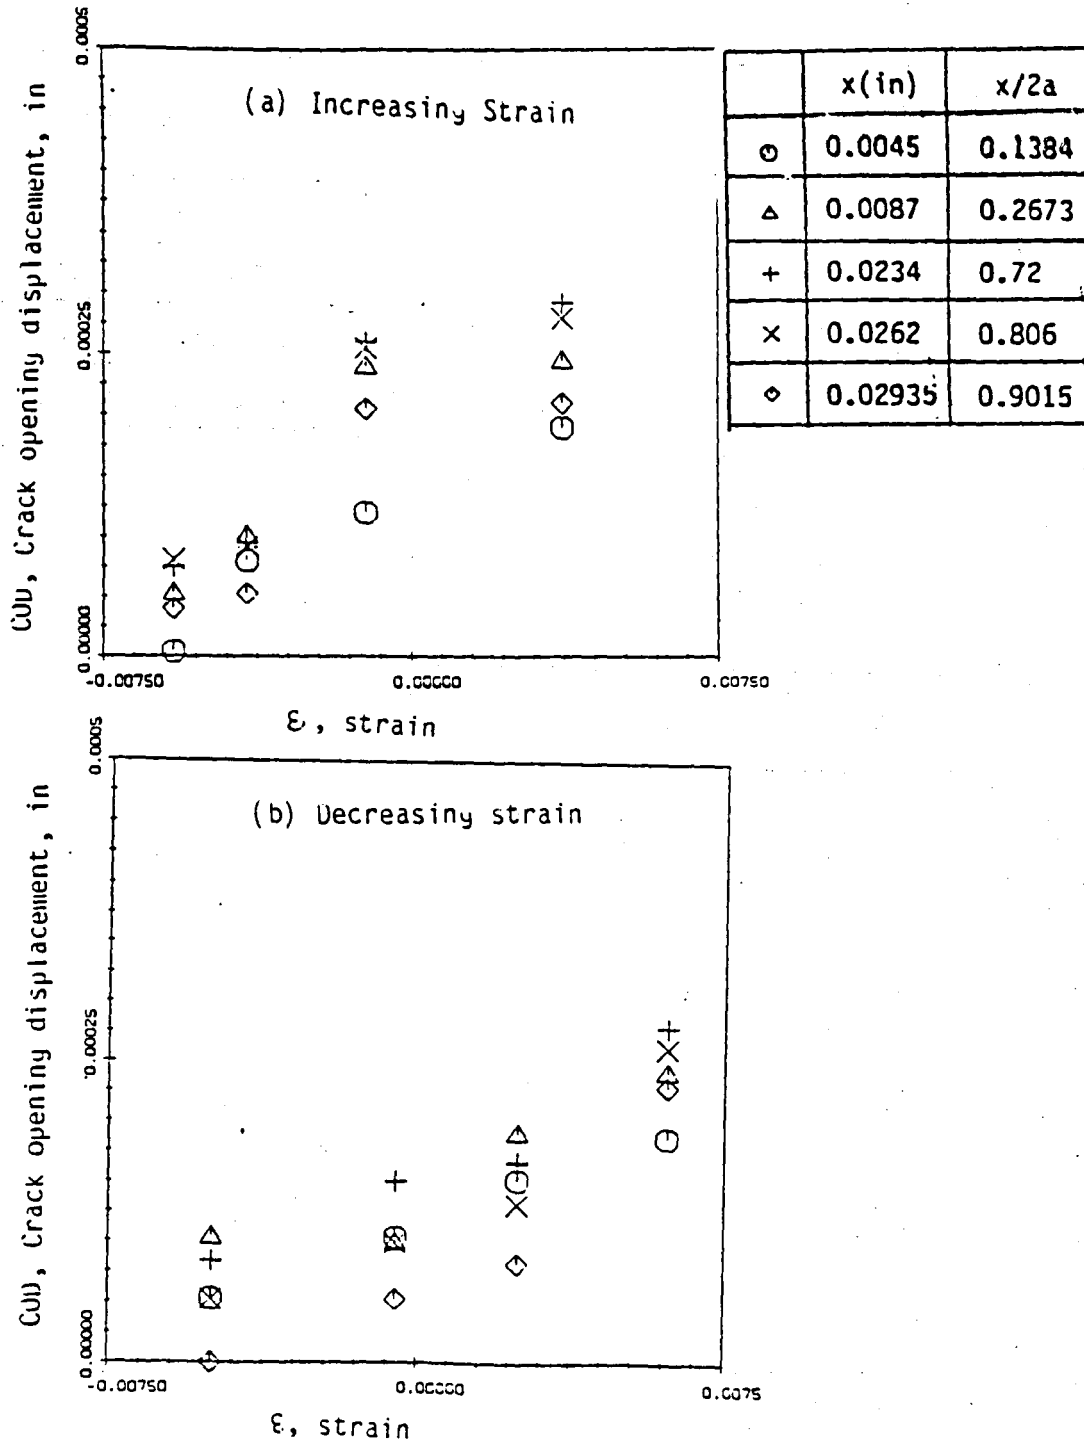 0.0005
0.00025
0.00000
COD, Crack opening displacement, in
(a) Increasing Strain
-0.00750 0.00000 0.00750
ε, strain
x(in) x/2a
0.0045 0.1384
0.0087 0.2673
+ 0.0234 0.72
× 0.0262 0.806
0.02935 0.9015
0.0005
0.00025
0.00000
COD, Crack opening displacement, in
(b) Decreasing strain
-0.00750 0.00000 0.0075
ε, strain